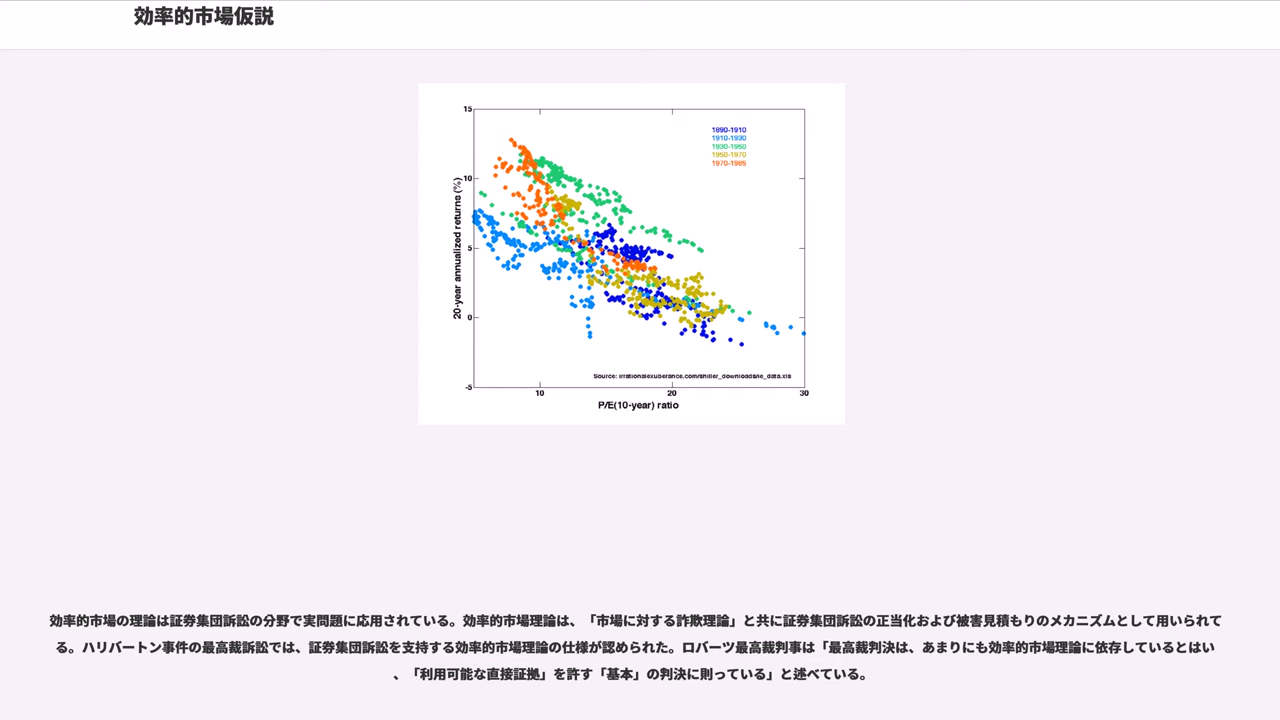 効率的市場仮説
15
10
5
0
-5
10
20
30
20-year annualized returns (%)
P/E(10-year) ratio
1890-1910
1910-1930
1930-1950
1950-1970
1970-1995
Source: irrationalexuberance.com/shiller_downloads/ie_data.xls
効率的市場の理論は証券集団訴訟の分野で実問題に応用されている。効率的市場理論は、「市場に対する詐欺理論」と共に証券集団訴訟の正当化および被害見積もりのメカニズムとして用いられて
る。ハリバートン事件の最高裁訴訟では、証券集団訴訟を支持する効率的市場理論の仕様が認められた。ロバーツ最高裁判事は「最高裁判決は、あまりにも効率的市場理論に依存しているとはい
、「利用可能な直接証拠」を許す「基本」の判決に則っている」と述べている。